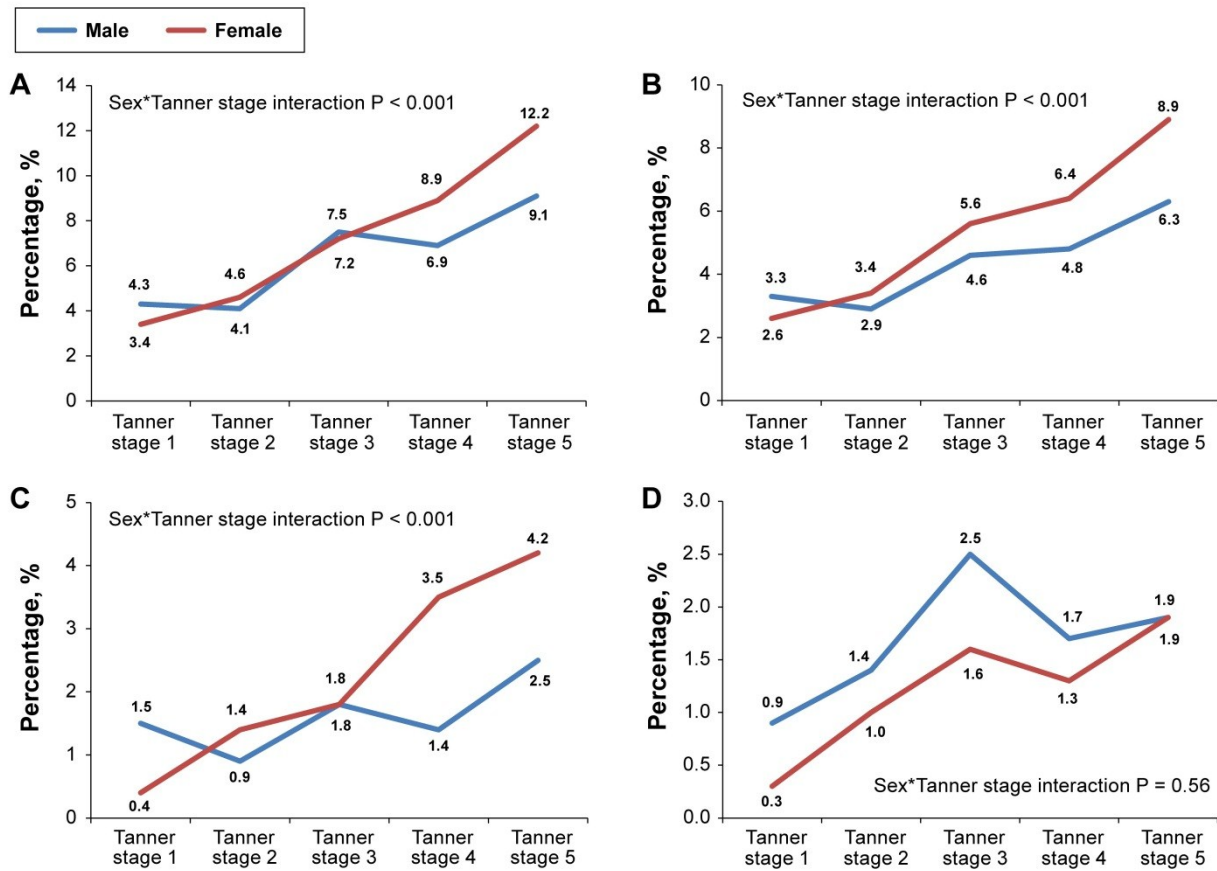 Male Female
A
Sex*Tanner stage interaction P < 0.001
Percentage, %
14
12
10
8
6
4
2
0
4.3
3.4
4.6
4.1
7.5
7.2
8.9
6.9
12.2
9.1
Tanner stage 1
Tanner stage 2
Tanner stage 3
Tanner stage 4
Tanner stage 5
B
Sex*Tanner stage interaction P < 0.001
Percentage, %
10
8
6
4
2
0
3.3
2.6
3.4
2.9
5.6
4.6
6.4
4.8
8.9
6.3
Tanner stage 1
Tanner stage 2
Tanner stage 3
Tanner stage 4
Tanner stage 5
C
Sex*Tanner stage interaction P < 0.001
Percentage, %
5
4
3
2
1
0
1.5
0.4
1.4
0.9
1.8
1.8
3.5
1.4
4.2
2.5
Tanner stage 1
Tanner stage 2
Tanner stage 3
Tanner stage 4
Tanner stage 5
D
Percentage, %
3.0
2.5
2.0
1.5
1.0
0.5
0.0
0.9
0.3
1.4
1.0
2.5
1.6
1.7
1.3
1.9
1.9
Sex*Tanner stage interaction P = 0.56
Tanner stage 1
Tanner stage 2
Tanner stage 3
Tanner stage 4
Tanner stage 5